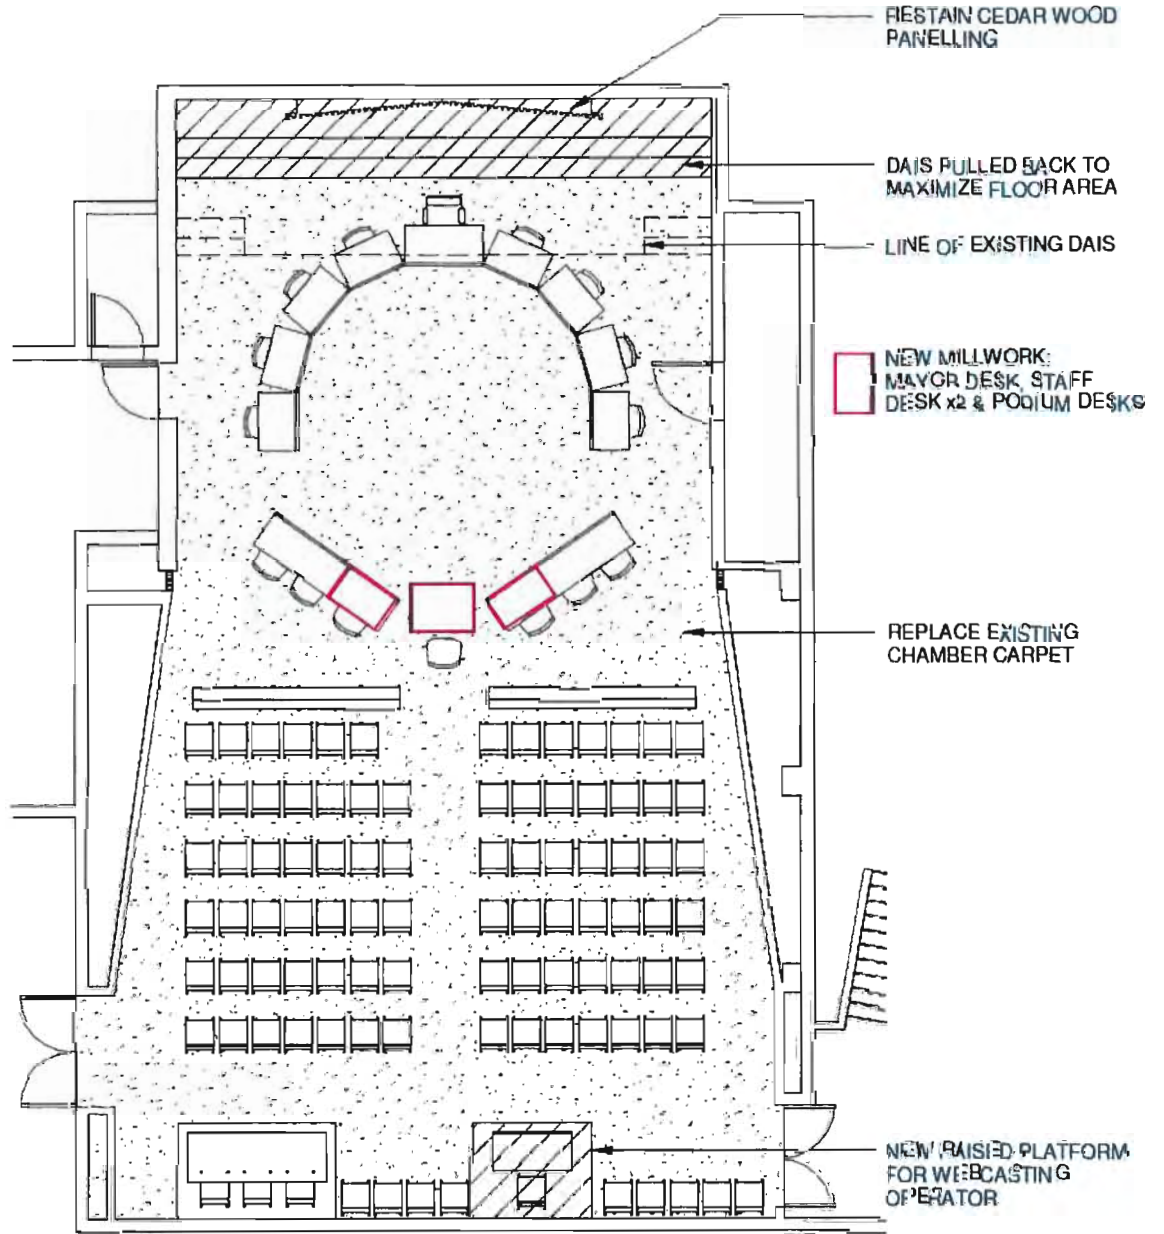 RESTAIN CEDAR WOOD
PANELLING
DAIS PULLED BACK TO
MAXIMIZE FLOOR AREA
LINE OF EXISTING DAIS
NEW MILLWORK:
MAYOR DESK, STAFF
DESK x2 & PODIUM DESKS
REPLACE EXISTING
CHAMBER CARPET
NEW RAISED PLATFORM
FOR WEBCASTING
OPERATOR